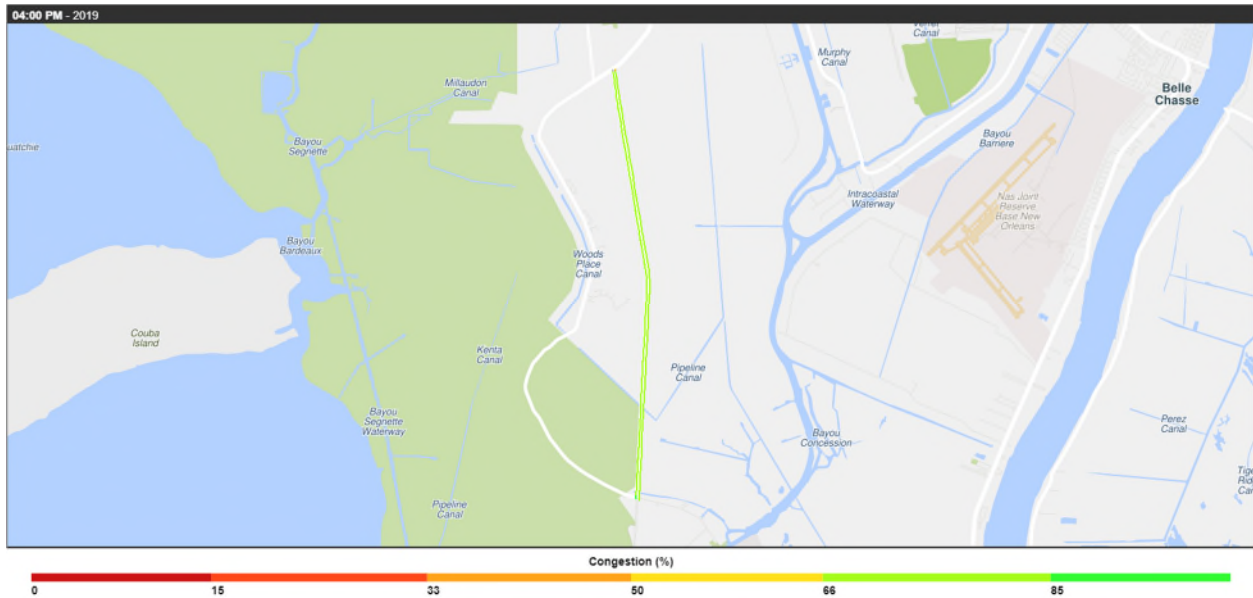 04:00 PM - 2019
Canal
Murphy
Canal
Millaudon
Canal
Belle
Chasse
uatchie
Bayou
Segnette
Bayou
Barriere
Intracoastal
Waterway
Nas Joint
Reserve
Base New
Orleans
Bayou
Bardeaux
Woods
Place
Canal
Couba
Island
Kenta
Canal
Pipeline
Canal
Bayou
Segnette
Waterway
Bayou
Concession
Perez
Canal
Pipeline
Canal
Congestion (%)
0 15 33 50 66 85